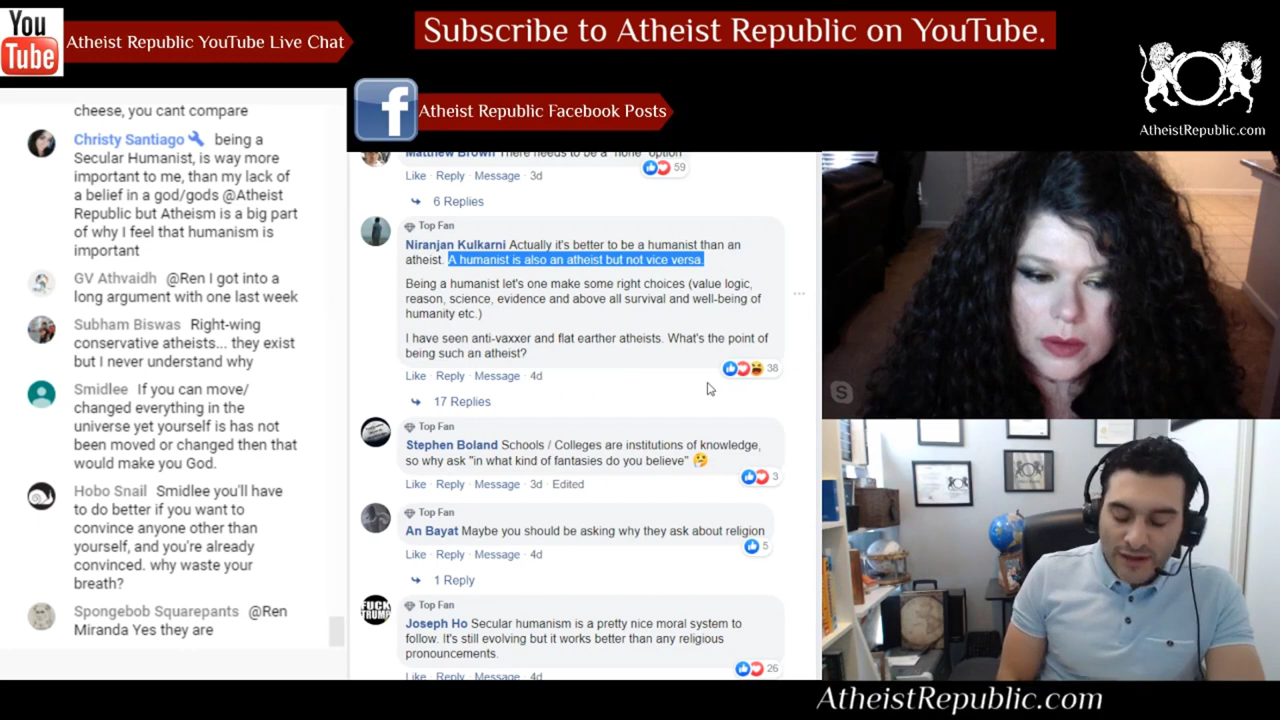 You
Tube
Atheist Republic YouTube Live Chat
Subscribe to Atheist Republic on YouTube.
AtheistRepublic.com
f
Atheist Republic Facebook Posts
cheese, you cant compare
Christy Santiago being a
Secular Humanist, is way more
important to me, than my lack of
a belief in a god/gods @Atheist
Republic but Atheism is a big part
of why I feel that humanism is
important
GV Athvaidh @Ren I got into a
long argument with one last week
Subham Biswas Right-wing
conservative atheists... they exist
but I never understand why
Smidlee If you can move/
changed everything in the
universe yet yourself is has not
been moved or changed then that
would make you God.
Hobo Snail Smidlee you'll have
to do better if you want to
convince anyone other than
yourself, and you're already
convinced. why waste your
breath?
Spongebob Squarepants @Ren
Miranda Yes they are
Matthew Brown There needs to be a "none" option
59
Like · Reply · Message · 3d
6 Replies
Top Fan
Niranjan Kulkarni Actually it's better to be a humanist than an
atheist. A humanist is also an atheist but not vice versa.
Being a humanist let's one make some right choices (value logic,
reason, science, evidence and above all survival and well-being of
humanity etc.)
I have seen anti-vaxxer and flat earther atheists. What's the point of
being such an atheist?
38
Like · Reply · Message · 4d
17 Replies
Top Fan
Stephen Boland Schools / Colleges are institutions of knowledge,
so why ask "in what kind of fantasies do you believe" 🤔
3
Like · Reply · Message · 3d · Edited
Top Fan
An Bayat Maybe you should be asking why they ask about religion
5
Like · Reply · Message · 4d
1 Reply
FUCK
TRUMP
Top Fan
Joseph Ho Secular humanism is a pretty nice moral system to
follow. It's still evolving but it works better than any religious
pronouncements.
26
Like · Reply · Message · 4d
AtheistRepublic.com